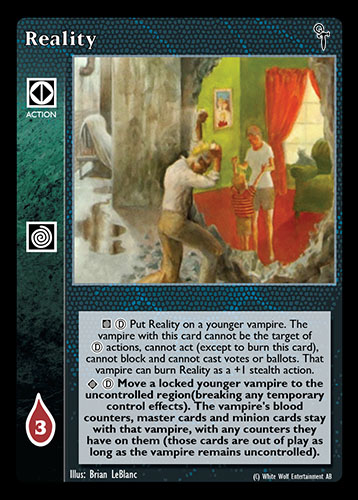 Reality
ACTION
Ⓓ Put Reality on a younger vampire. The
vampire with this card cannot be the target of
Ⓓ actions, cannot act (except to burn this card),
cannot block and cannot cast votes or ballots. That
vampire can burn Reality as a +1 stealth action.
Ⓓ Move a locked younger vampire to the
uncontrolled region(breaking any temporary
control effects). The vampire's blood
counters, master cards and minion cards stay
with that vampire, with any counters they
have on them (those cards are out of play as
long as the vampire remains uncontrolled).
3
Illus: Brian LeBlanc
(C) White Wolf Entertainment AB